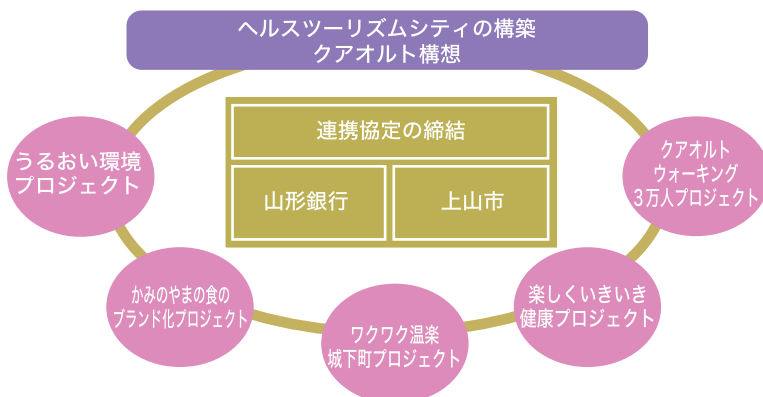 ヘルスツーリズムシティの構築
クアオルト構想
連携協定の締結
山形銀行
上山市
うるおい環境
プロジェクト
かみのやまの食の
ブランド化プロジェクト
ワクワク温楽
城下町プロジェクト
楽しくいきいき
健康プロジェクト
クアオルト
ウォーキング
3万人プロジェクト